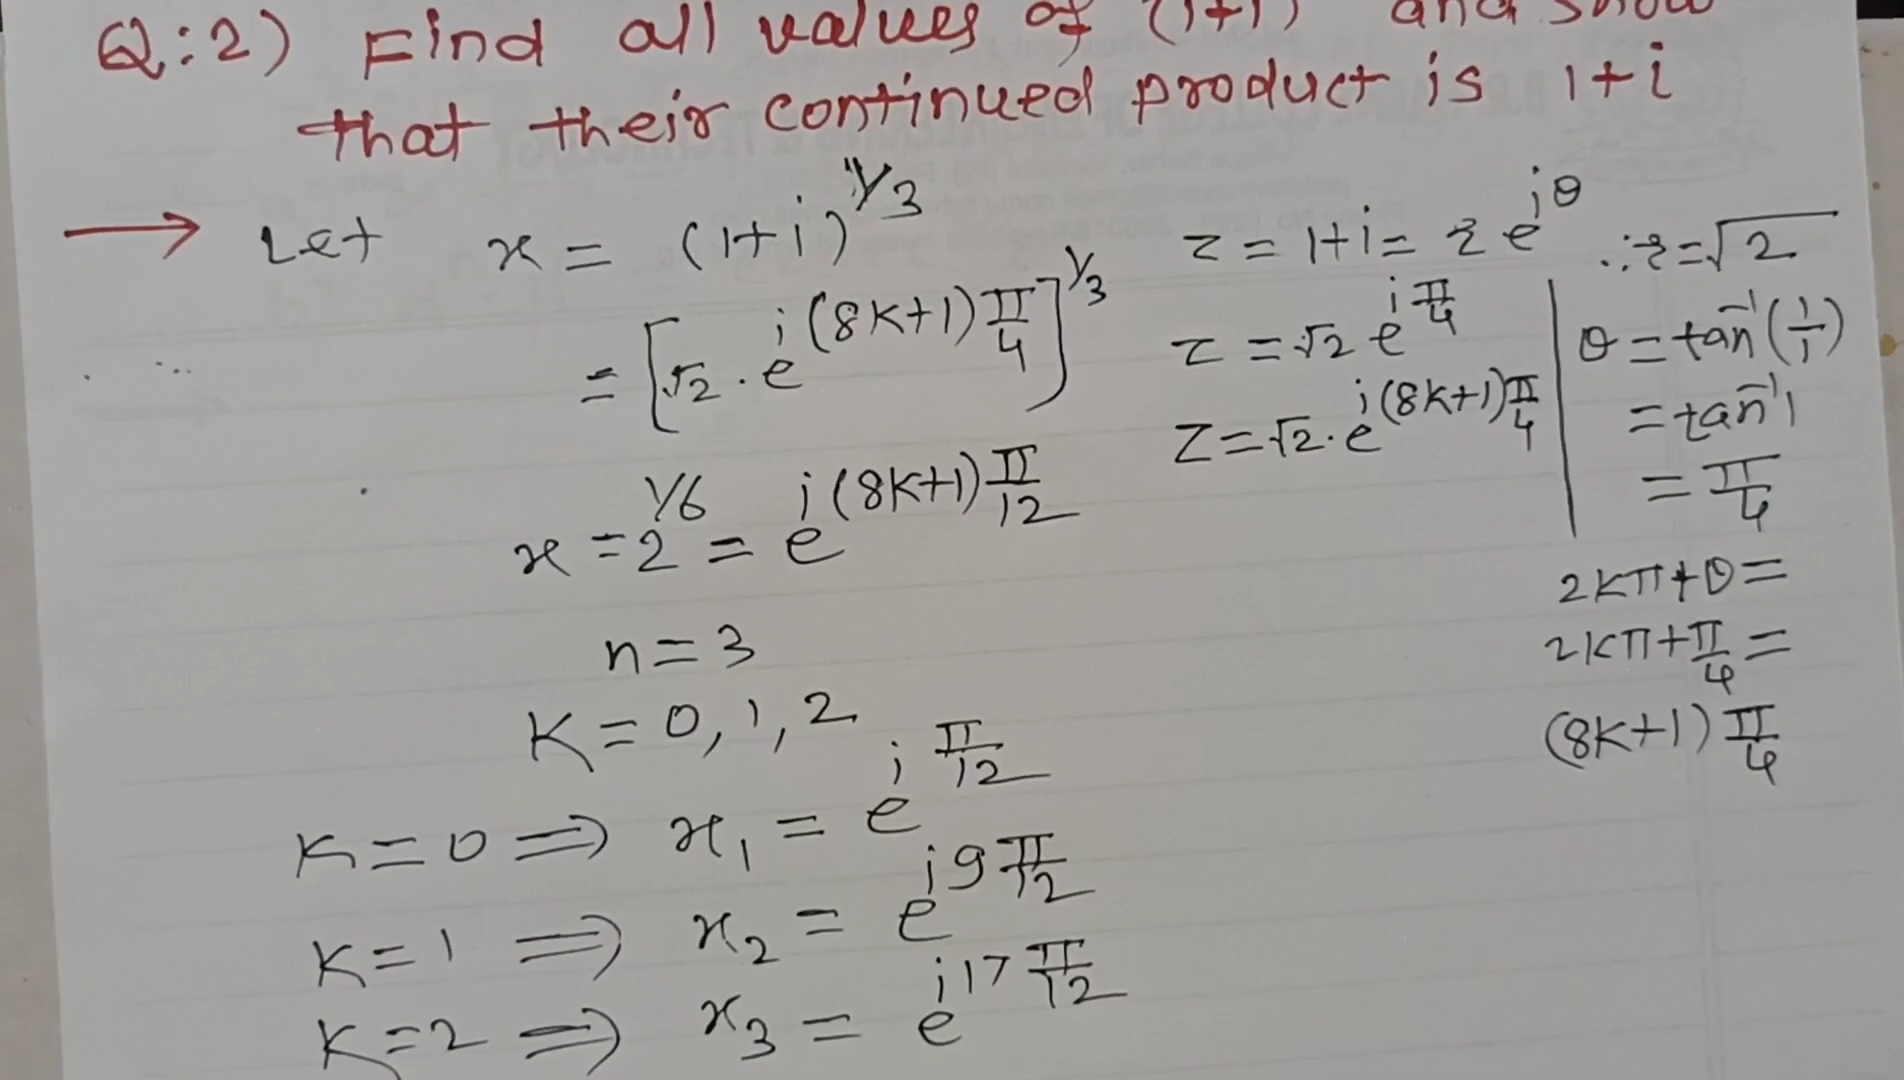 Q:2) Find all values of (1+i) and show
that their continued product is 1+i
→ Let x = (1+i)^1/3
= [√2 . e^i(8K+1)π/4]^1/3
x = 2^1/6 = e^i(8K+1)π/12
n = 3
K = 0, 1, 2
K = 0 ⇒ x₁ = e^iπ/12
K = 1 ⇒ x₂ = e^i9π/12
K = 2 ⇒ x₃ = e^i17π/12
z = 1+i = re^iθ
z = √2 e^iπ/4
z = √2 . e^i(8K+1)π/4
∴ r = √2
θ = tan⁻¹(1/1)
= tan⁻¹1
= π/4
2Kπ+θ =
2Kπ+π/4 =
(8K+1)π/4